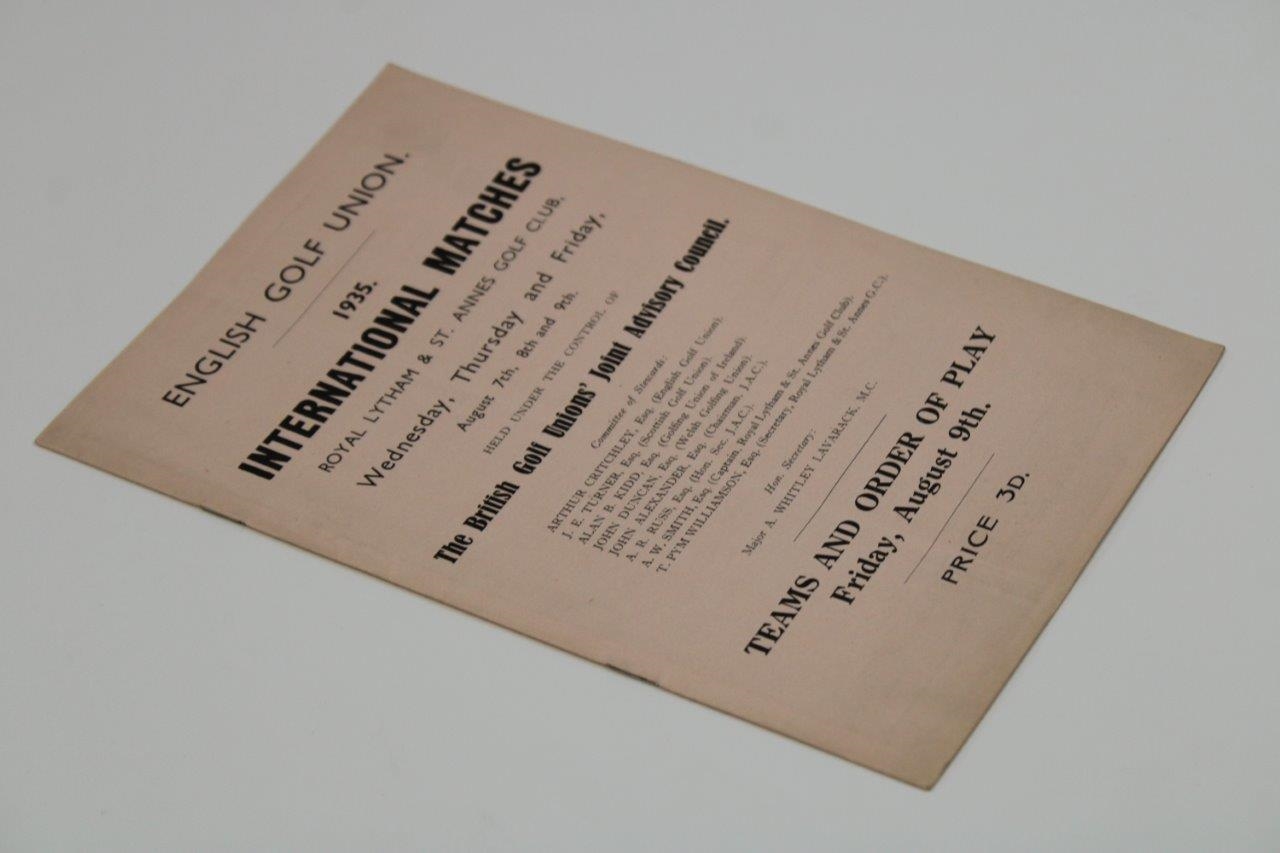 ENGLISH GOLF UNION.
1935.
INTERNATIONAL MATCHES
ROYAL LYTHAM & ST. ANNES GOLF CLUB,
Wednesday, Thursday and Friday,
August 7th, 8th and 9th.
HELD UNDER THE CONTROL OF
The British Golf Unions' Joint Advisory Council.
Committee of Stewards:
ARTHUR CRITCHLEY, Esq. (English Golf Union).
J. E. TURNER, Esq. (Scottish Golf Union).
ALAN B. KIDD, Esq. (Golfing Union of Ireland).
JOHN DUNCAN, Esq. (Welsh Golfing Union).
JOHN ALEXANDER, Esq. (Chairman, J.A.C.).
A. R. RUSS, Esq. (Hon. Sec. J.A.C.).
A. W. SMITH, Esq. (Captain, Royal Lytham & St. Annes Golf Club).
T. PYM WILLIAMSON, Esq. (Secretary, Royal Lytham & St. Annes G.C.).
Hon. Secretary:
Major A. WHITLEY LAVARACK, M.C.
TEAMS AND ORDER OF PLAY
Friday, August 9th.
PRICE 3D.